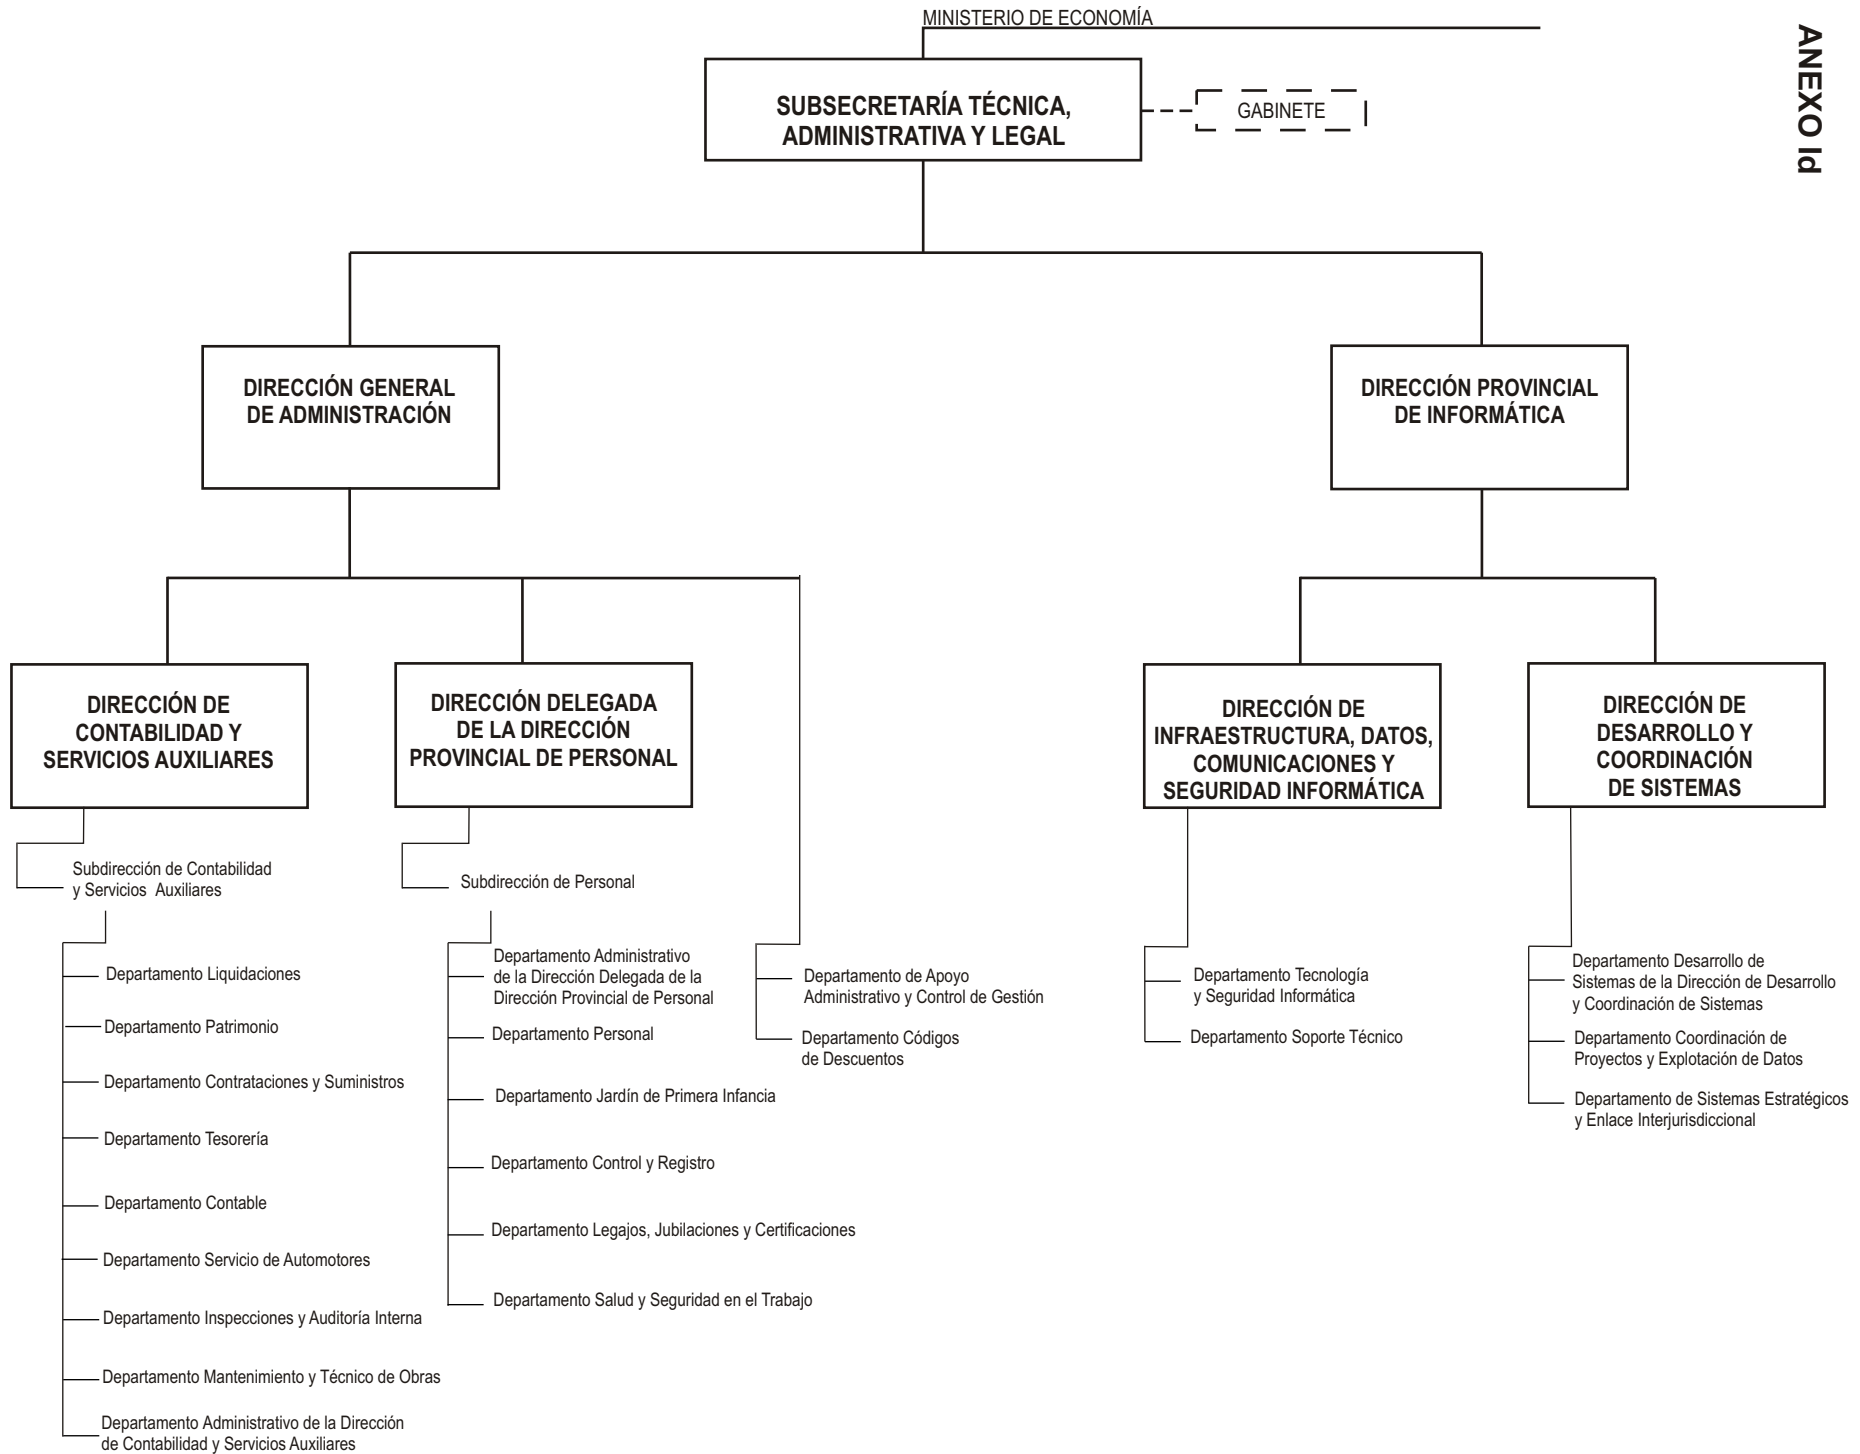 MINISTERIO DE ECONOMÍA
ANEXO Id
SUBSECRETARÍA TÉCNICA,
ADMINISTRATIVA Y LEGAL
GABINETE
DIRECCIÓN GENERAL
DE ADMINISTRACIÓN
DIRECCIÓN PROVINCIAL
DE INFORMÁTICA
DIRECCIÓN DE
CONTABILIDAD Y
SERVICIOS AUXILIARES
DIRECCIÓN DELEGADA
DE LA DIRECCIÓN
PROVINCIAL DE PERSONAL
DIRECCIÓN DE
INFRAESTRUCTURA, DATOS,
COMUNICACIONES Y
SEGURIDAD INFORMÁTICA
DIRECCIÓN DE
DESARROLLO Y
COORDINACIÓN
DE SISTEMAS
Subdirección de Contabilidad
y Servicios Auxiliares
Departamento Liquidaciones
Departamento Patrimonio
Departamento Contrataciones y Suministros
Departamento Tesorería
Departamento Contable
Departamento Servicio de Automotores
Departamento Inspecciones y Auditoría Interna
Departamento Mantenimiento y Técnico de Obras
Departamento Administrativo de la Dirección
de Contabilidad y Servicios Auxiliares
Subdirección de Personal
Departamento Administrativo
de la Dirección Delegada de la
Dirección Provincial de Personal
Departamento Personal
Departamento Jardín de Primera Infancia
Departamento Control y Registro
Departamento Legajos, Jubilaciones y Certificaciones
Departamento Salud y Seguridad en el Trabajo
Departamento de Apoyo
Administrativo y Control de Gestión
Departamento Códigos
de Descuentos
Departamento Tecnología
y Seguridad Informática
Departamento Soporte Técnico
Departamento Desarrollo de
Sistemas de la Dirección de Desarrollo
y Coordinación de Sistemas
Departamento Coordinación de
Proyectos y Explotación de Datos
Departamento de Sistemas Estratégicos
y Enlace Interjurisdiccional